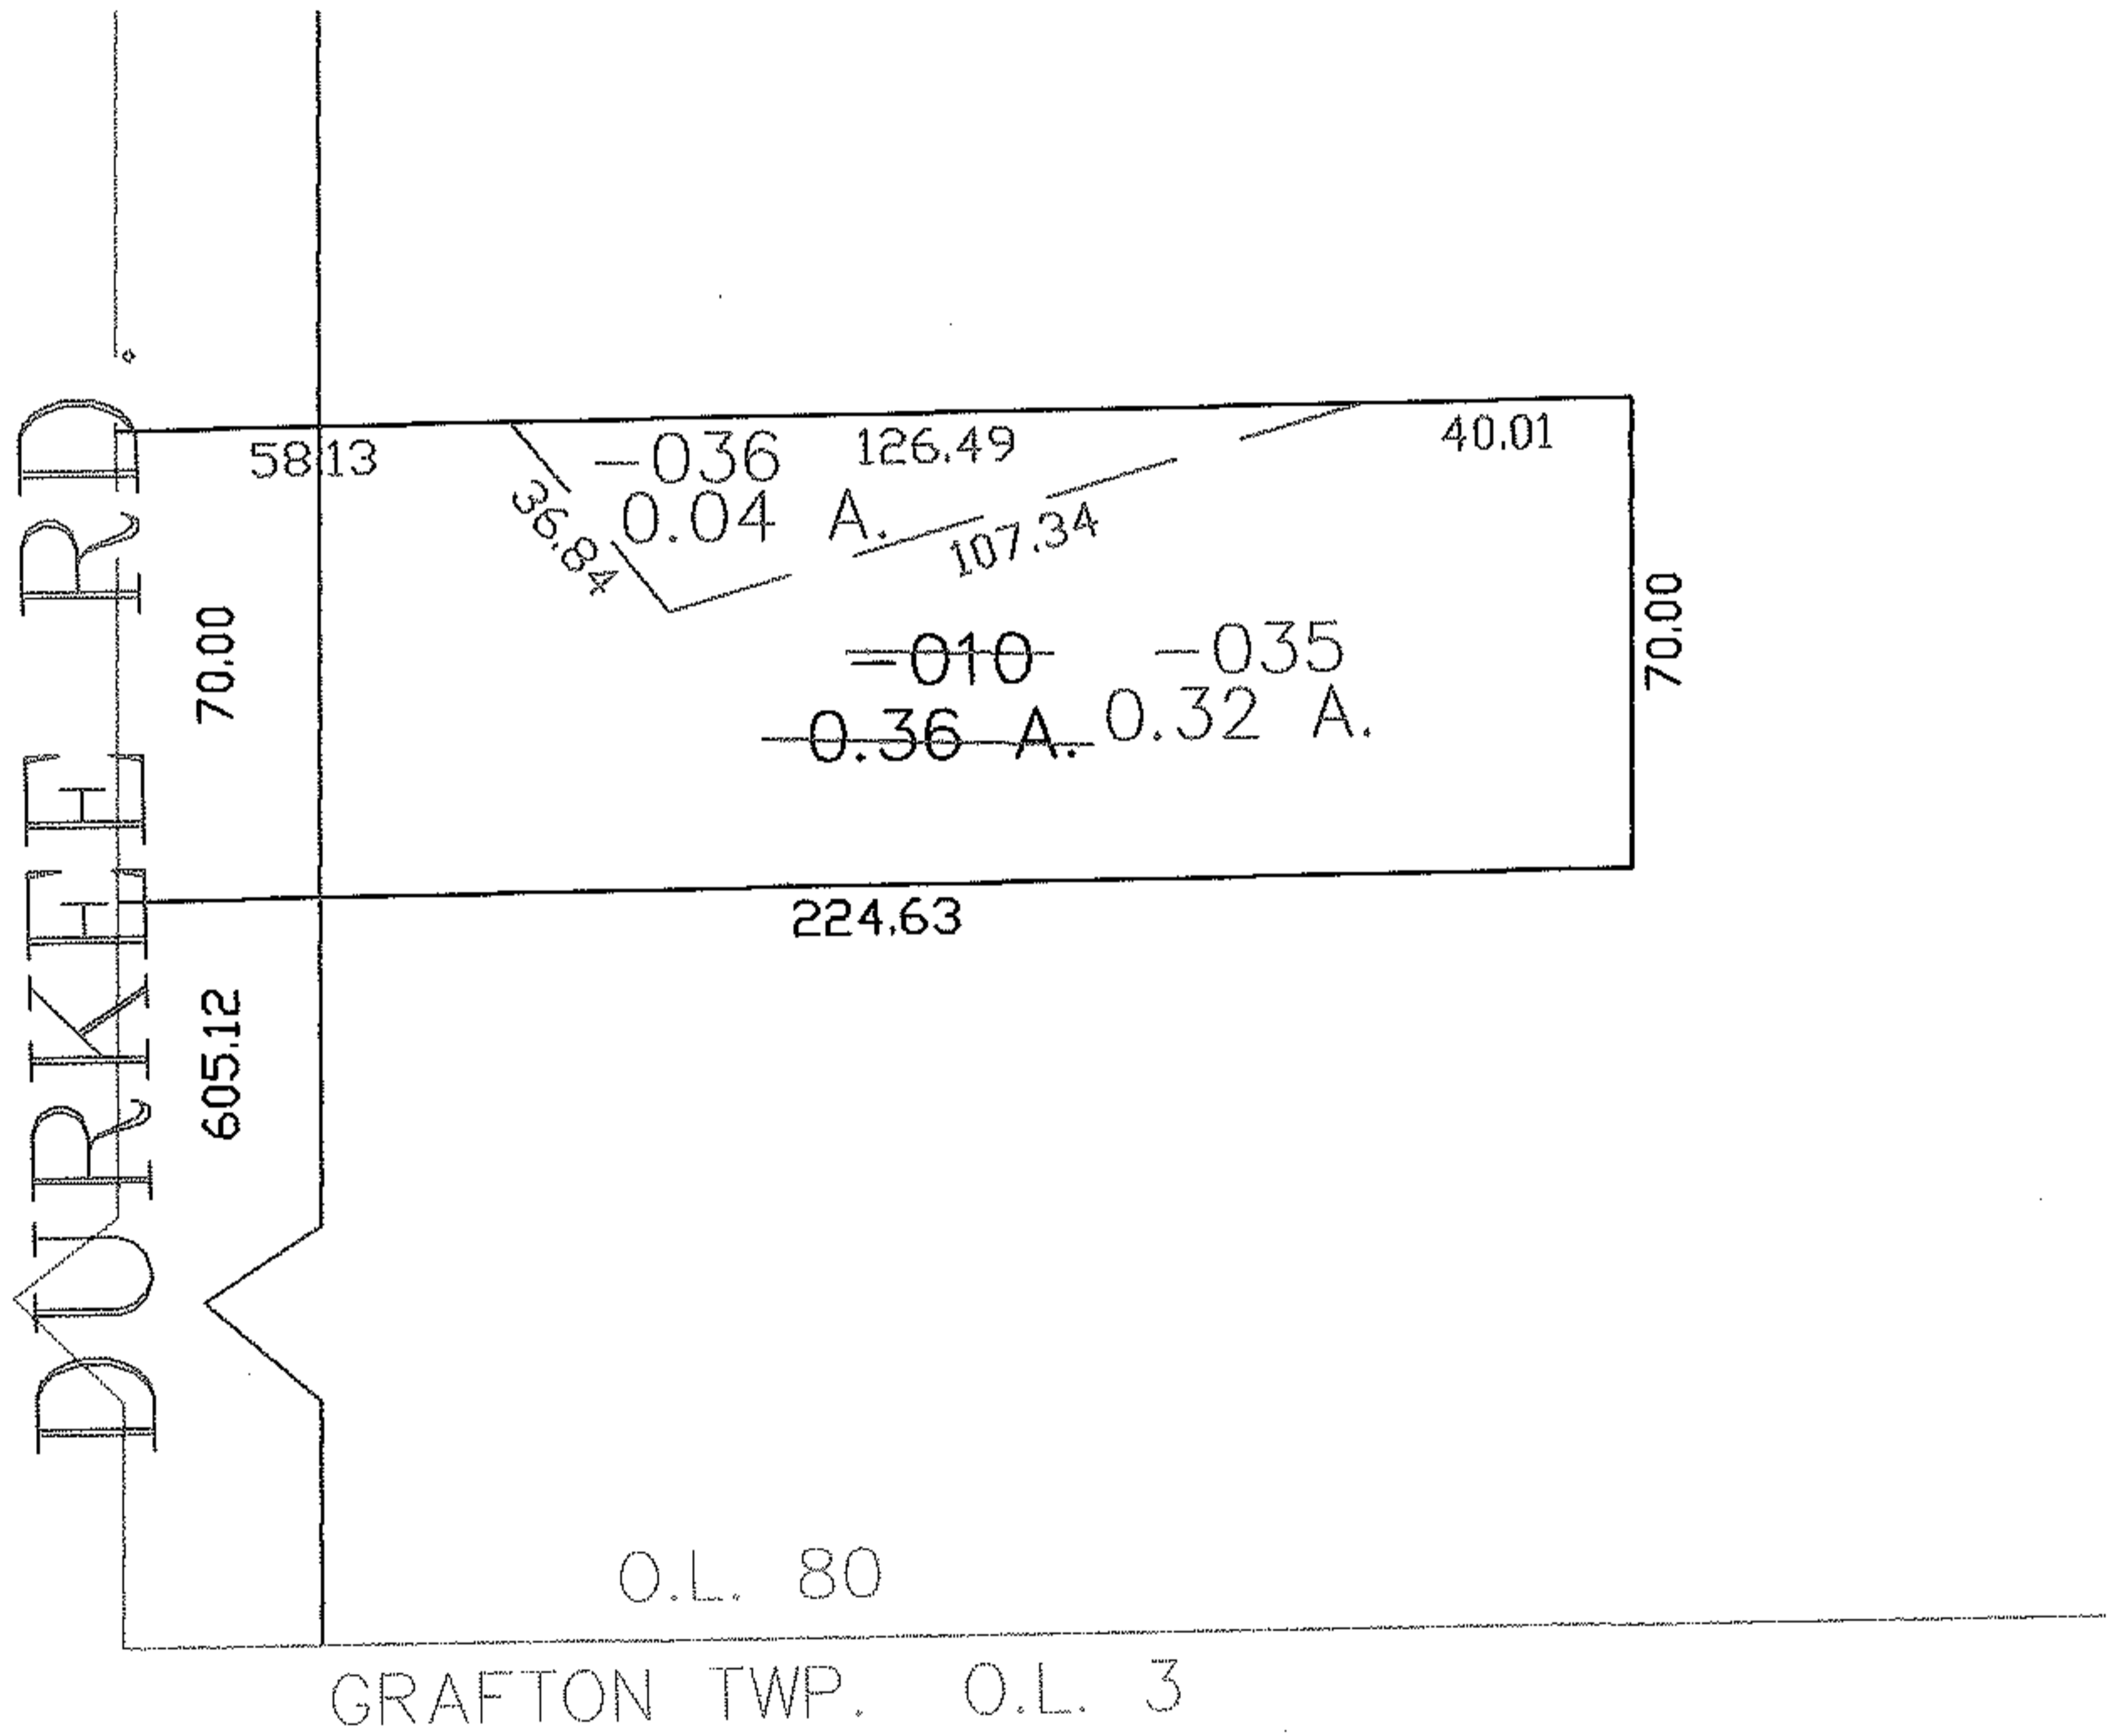 DURKEE RD.
58.13
-036
126.49
40.01
0.04 A.
36.84
107.34
70.00
-010
-035
70.00
0.36 A.
0.32 A.
224.63
605.12
O.L. 80
GRAFTON TWP. O.L. 3